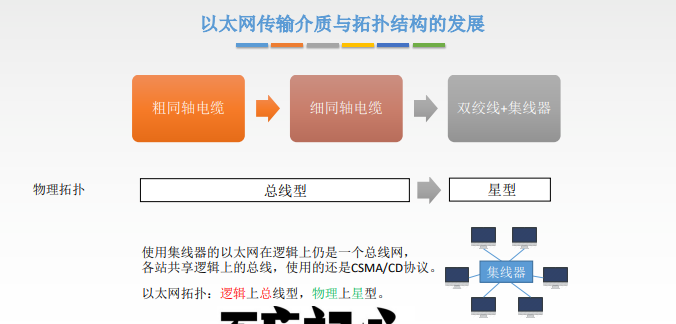 以太网传输介质与拓扑结构的发展
粗同轴电缆
细同轴电缆
双绞线+集线器
物理拓扑
总线型
星型
使用集线器的以太网在逻辑上仍是一个总线网，
各站共享逻辑上的总线，使用的还是CSMA/CD协议。
集线器
以太网拓扑：逻辑上总线型，物理上星型。